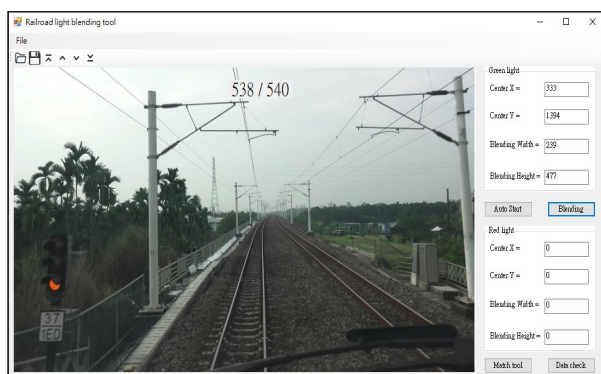 Railroad light blending tool
File
538 / 540
37
1ED
Green light
Center X = 333
Center Y = 1394
Blending Width = 239
Blending Height = 477
Auto Start
Blending
Red light
Center X = 0
Center Y = 0
Blending Width = 0
Blending Height = 0
Match tool
Data check